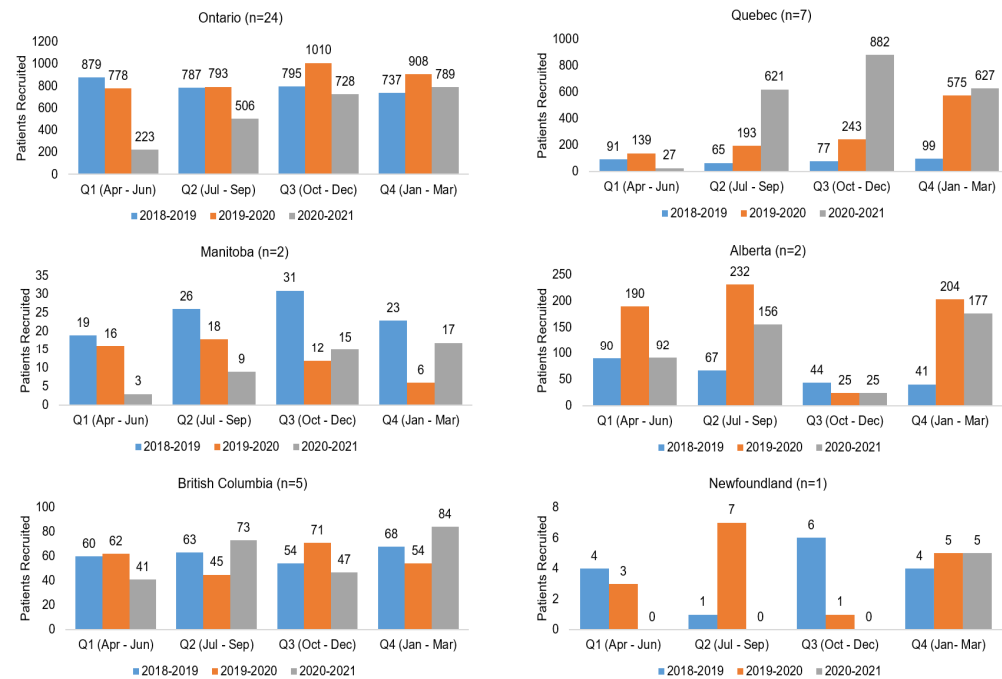 Ontario (n=24)
Patients Recruited
1200
1000
800
600
400
200
0
879 778 223
787 793 506
795 1010 728
737 908 789
Q1 (Apr - Jun) Q2 (Jul - Sep) Q3 (Oct - Dec) Q4 (Jan - Mar)
2018-2019 2019-2020 2020-2021
Quebec (n=7)
Patients Recruited
1000
800
600
400
200
0
91 139 27
65 193 621
77 243 882
99 575 627
Q1 (Apr - Jun) Q2 (Jul - Sep) Q3 (Oct - Dec) Q4 (Jan - Mar)
2018-2019 2019-2020 2020-2021
Manitoba (n=2)
Patients Recruited
35
30
25
20
15
10
5
0
19 16 3
26 18 9
31 12 15
23 6 17
Q1 (Apr - Jun) Q2 (Jul - Sep) Q3 (Oct - Dec) Q4 (Jan - Mar)
2018-2019 2019-2020 2020-2021
Alberta (n=2)
Patients Recruited
250
200
150
100
50
0
90 190 92
67 232 156
44 25 25
41 204 177
Q1 (Apr - Jun) Q2 (Jul - Sep) Q3 (Oct - Dec) Q4 (Jan - Mar)
2018-2019 2019-2020 2020-2021
British Columbia (n=5)
Patients Recruited
100
80
60
40
20
0
60 62 41
63 45 73
54 71 47
68 54 84
Q1 (Apr - Jun) Q2 (Jul - Sep) Q3 (Oct - Dec) Q4 (Jan - Mar)
2018-2019 2019-2020 2020-2021
Newfoundland (n=1)
Patients Recruited
8
6
4
2
0
4 3 0
1 7 0
6 1 0
4 5 5
Q1 (Apr - Jun) Q2 (Jul - Sep) Q3 (Oct - Dec) Q4 (Jan- Mar)
2018-2019 2019-2020 2020-2021